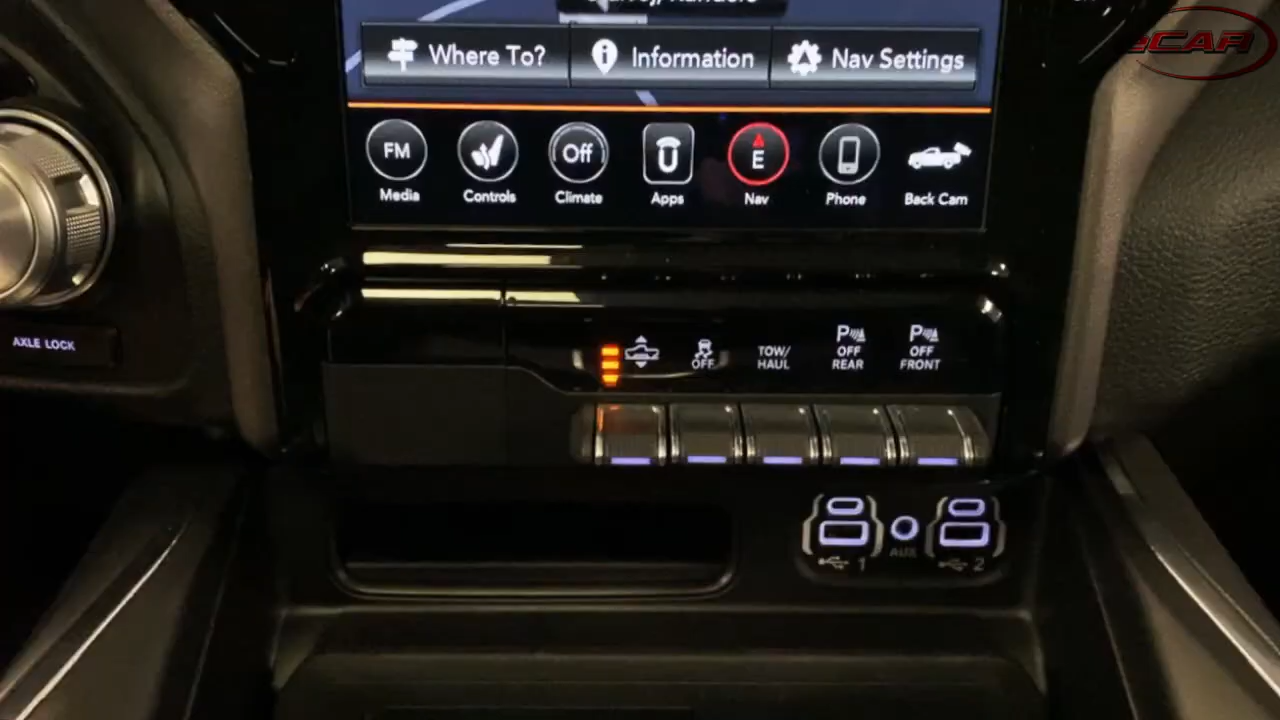 eCAR
Where To?
Information
Nav Settings
FM
Off
U
E
Media
Controls
Climate
Apps
Nav
Phone
Back Cam
AXLE LOCK
OFF
TOW/
HAUL
P
OFF
REAR
P
OFF
FRONT
AUX
1
2